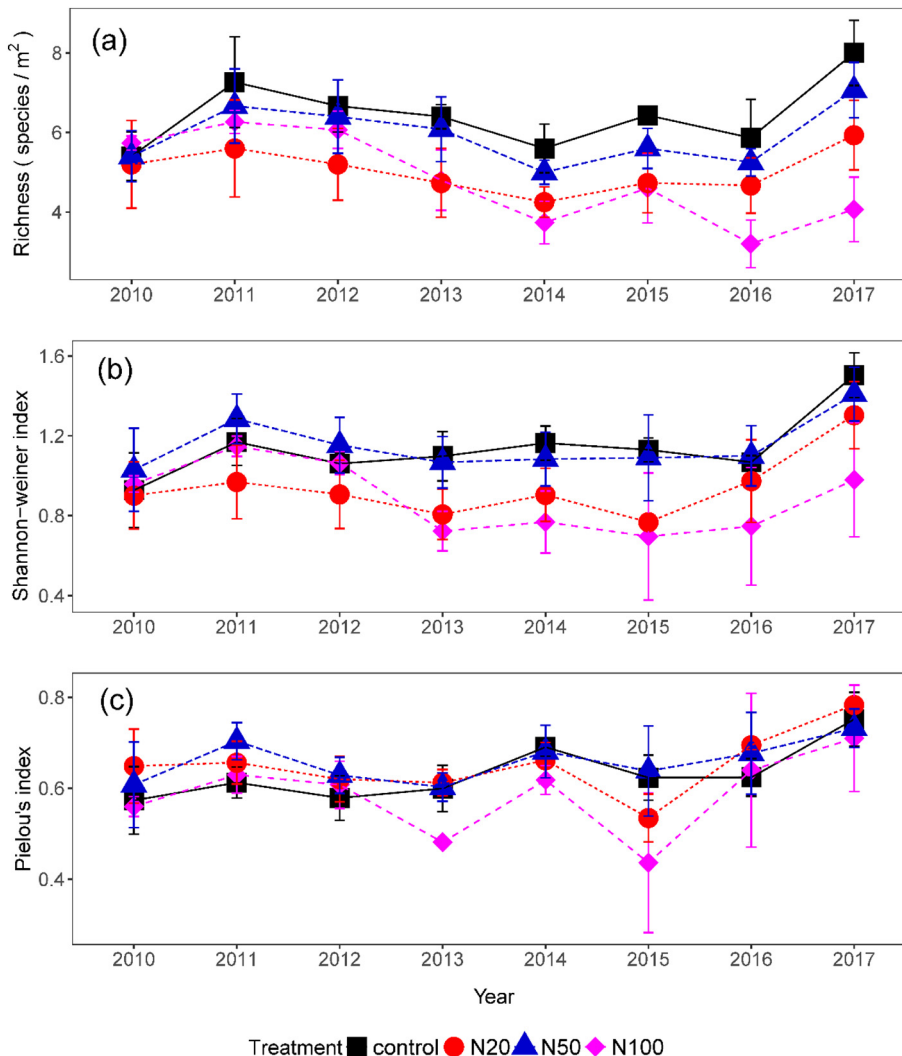 (a)
Richness ( species / m²)
8
6
4
2010 2011 2012 2013 2014 2015 2016 2017
(b)
Shannon–weiner index
1.6
1.2
0.8
0.4
2010 2011 2012 2013 2014 2015 2016 2017
(c)
Pielou's index
0.8
0.6
0.4
2010 2011 2012 2013 2014 2015 2016 2017
Year
Treatment control N20 N50 N100